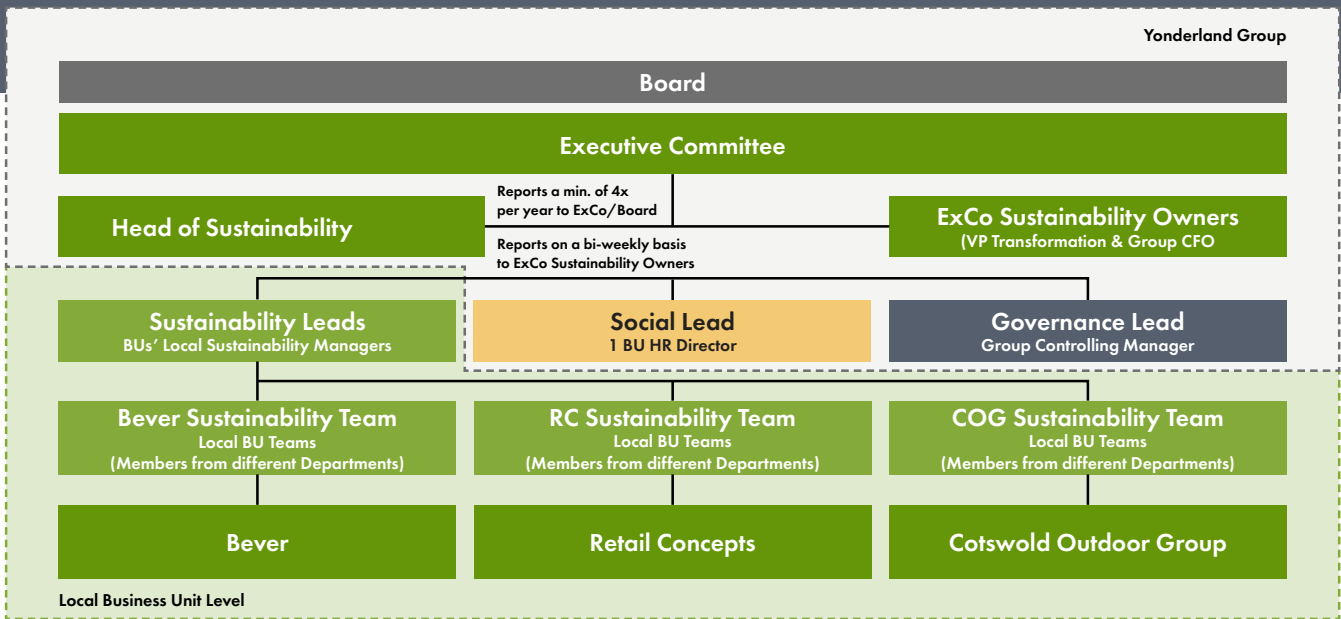 Yonderland Group
Board
Executive Committee
Reports a min. of 4x
per year to ExCo/Board
Head of Sustainability
ExCo Sustainability Owners
(VP Transformation & Group CFO
Reports on a bi-weekly basis
to ExCo Sustainability Owners
Sustainability Leads
BUs' Local Sustainability Managers
Social Lead
1 BU HR Director
Governance Lead
Group Controlling Manager
Bever Sustainability Team
Local BU Teams
(Members from different Departments)
RC Sustainability Team
Local BU Teams
(Members from different Departments)
COG Sustainability Team
Local BU Teams
(Members from different Departments)
Bever
Retail Concepts
Cotswold Outdoor Group
Local Business Unit Level